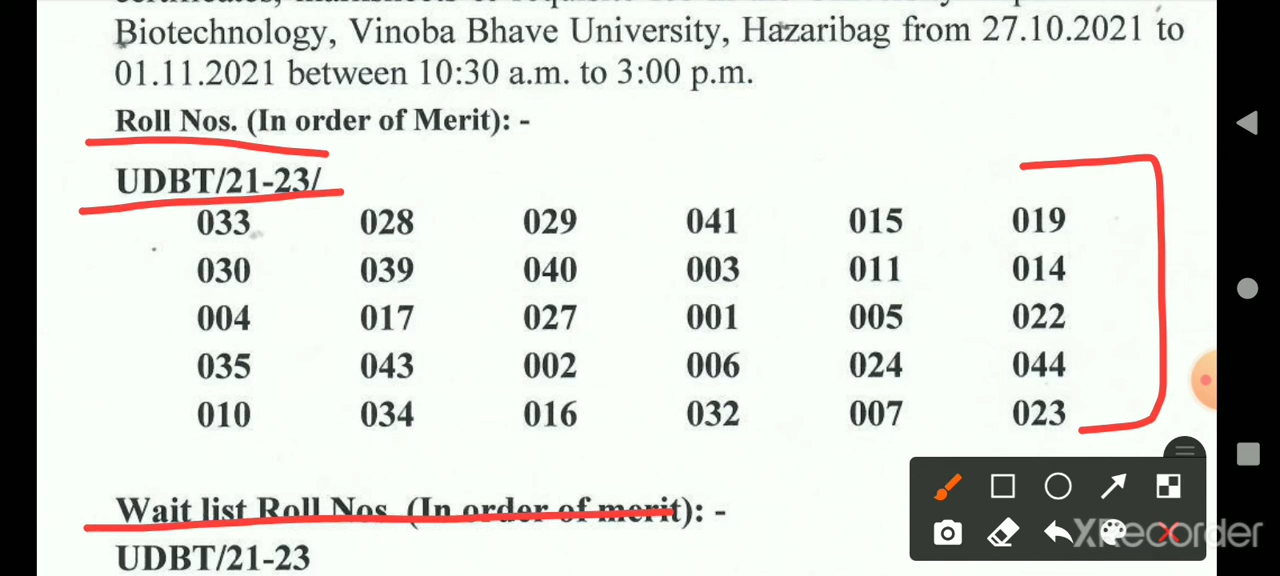 Biotechnology, Vinoba Bhave University, Hazaribag from 27.10.2021 to
01.11.2021 between 10:30 a.m. to 3:00 p.m.
Roll Nos. (In order of Merit): -
UDBT/21-23/
033 028 029 041 015 019
030 039 040 003 011 014
004 017 027 001 005 022
035 043 002 006 024 044
010 034 016 032 007 023
Wait list Roll Nos. (In order of merit): -
UDBT/21-23
XRecorder